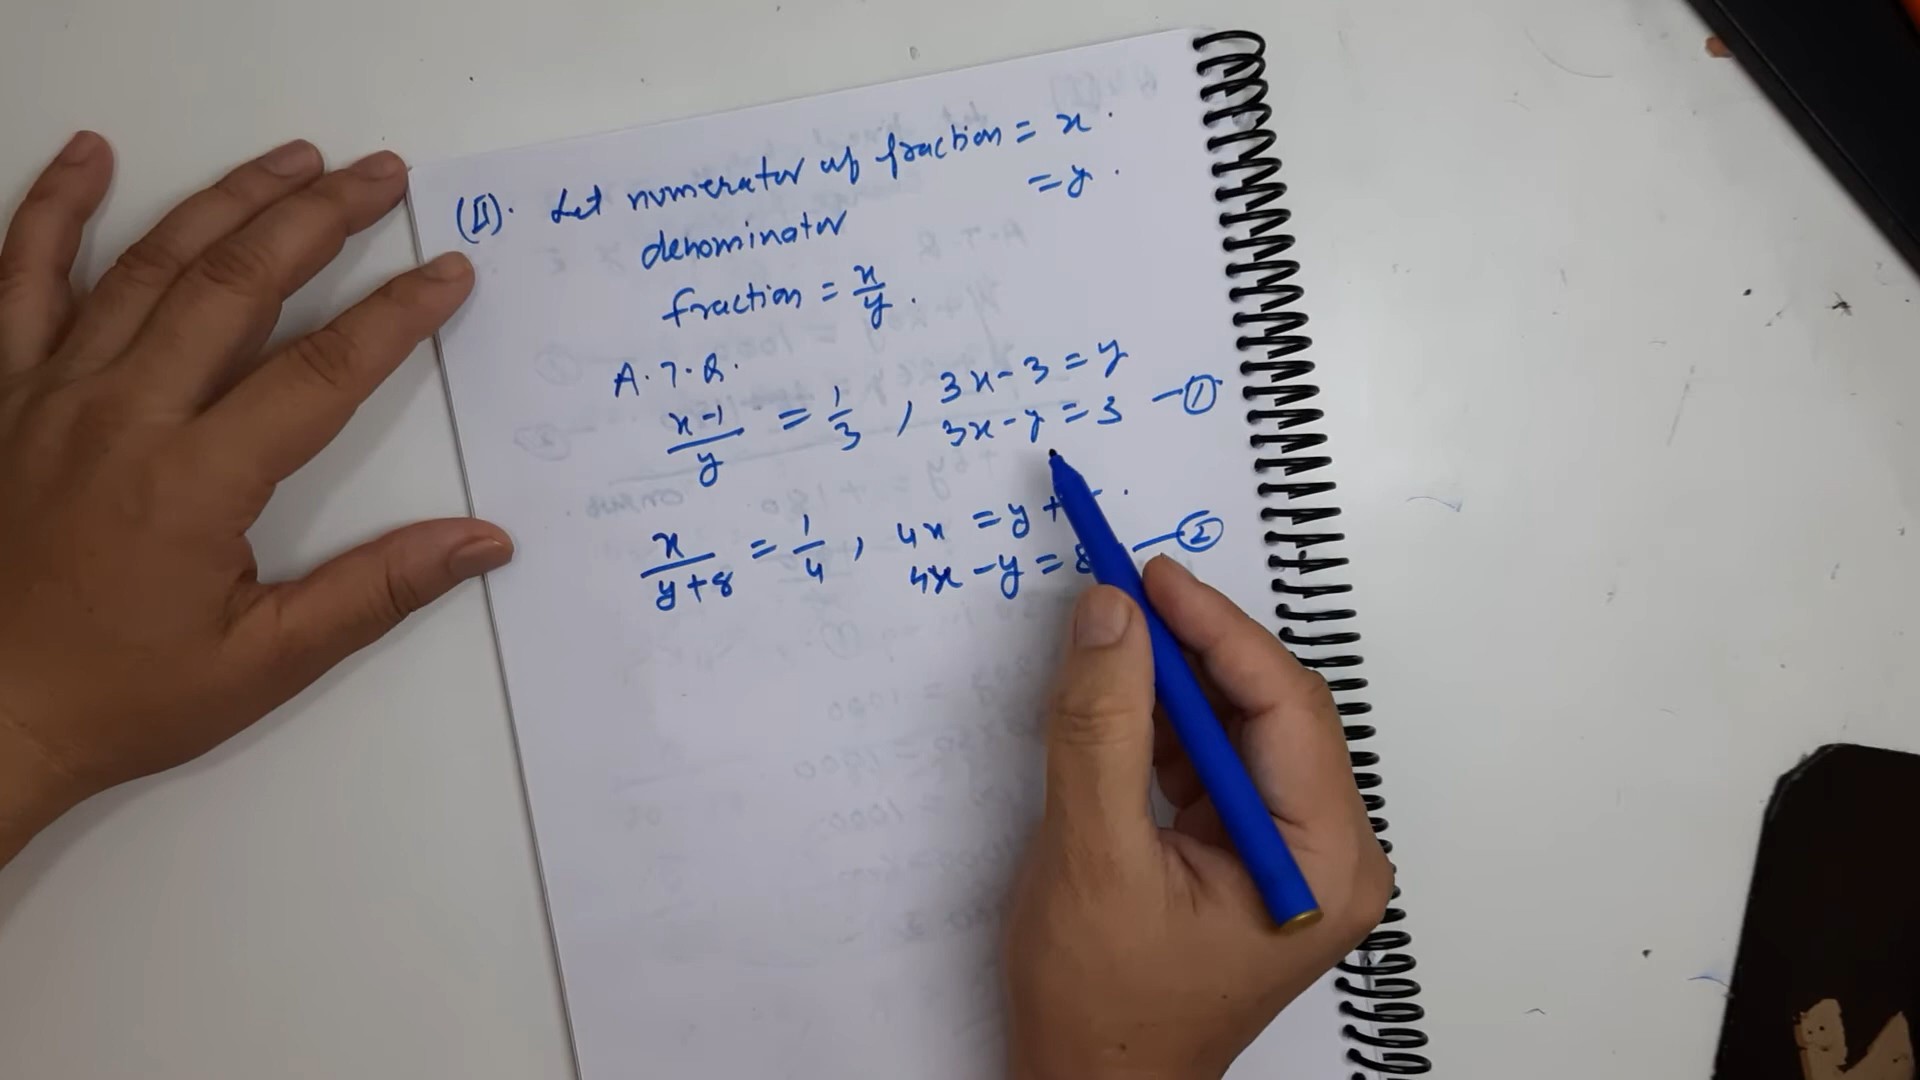 (II). Let numerator of fraction = x.
denominator = y.
fraction = x/y.
A.T.Q.
x-1/y = 1/3, 3x-3 = y
3x-y = 3 —①
x/y+8 = 1/4, 4x = y+
4x-y = 8 —②